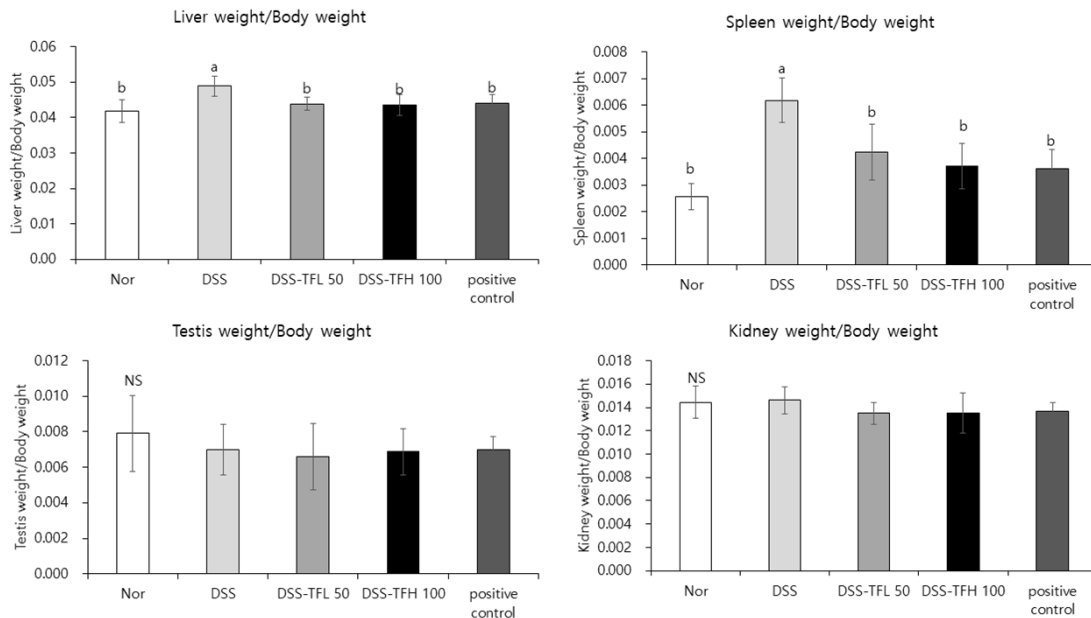 Liver weight/Body weight
Liver weight/Body weight
0.06
0.05
0.04
0.03
0.02
0.01
0.00
b
a
b
b
b
Nor
DSS
DSS-TFL 50
DSS-TFH 100
positive
control
Spleen weight/Body weight
Spleen weight/Body weight
0.008
0.007
0.006
0.005
0.004
0.003
0.002
0.001
0.000
b
a
b
b
b
Nor
DSS
DSS-TFL 50
DSS-TFH 100
positive
control
Testis weight/Body weight
Testis weight/Body weight
0.012
0.010
0.008
0.006
0.004
0.002
0.000
NS
Nor
DSS
DSS-TFL 50
DSS-TFH 100
positive
control
Kidney weight/Body weight
Kidney weight/Body weight
0.018
0.016
0.014
0.012
0.010
0.008
0.006
0.004
0.002
0.000
NS
Nor
DSS
DSS-TFL 50
DSS-TFH 100
positive
control